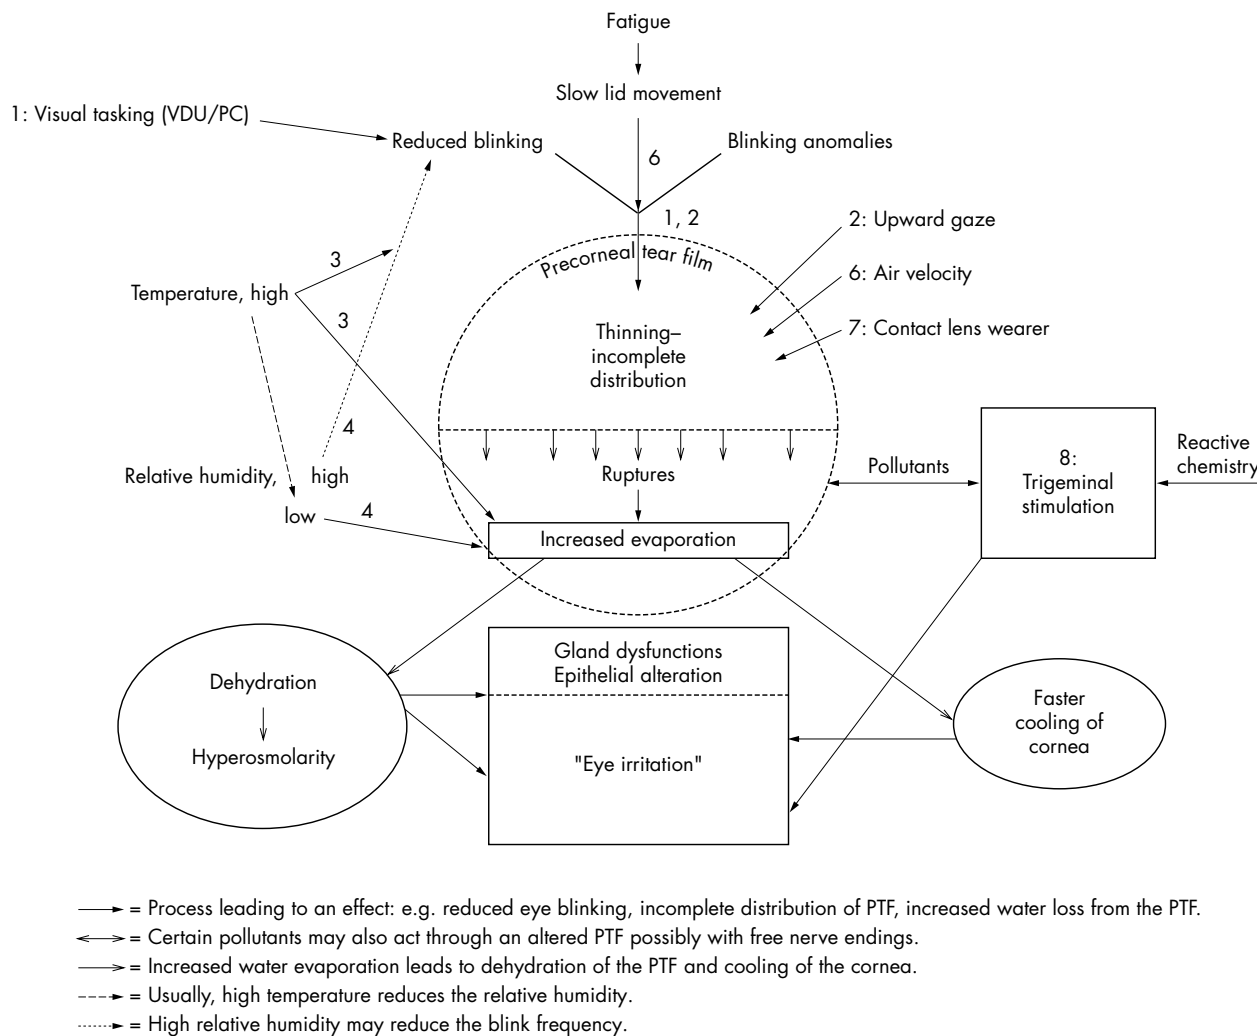 Fatigue
Slow lid movement
1: Visual tasking (VDU/PC)
Reduced blinking
Blinking anomalies
6
1, 2
2: Upward gaze
Precorneal tear film
3
6: Air velocity
Temperature, high
3
7: Contact lens wearer
Thinning–
incomplete
distribution
4
Reactive
chemistry
Relative humidity,
high
Ruptures
Pollutants
8:
Trigeminal
stimulation
low
4
Increased evaporation
Gland dysfunctions
Epithelial alteration
Dehydration
Hyperosmolarity
"Eye irritation"
Faster
cooling of
cornea
= Process leading to an effect: e.g. reduced eye blinking, incomplete distribution of PTF, increased water loss from the PTF.
= Certain pollutants may also act through an altered PTF possibly with free nerve endings.
= Increased water evaporation leads to dehydration of the PTF and cooling of the cornea.
= Usually, high temperature reduces the relative humidity.
= High relative humidity may reduce the blink frequency.